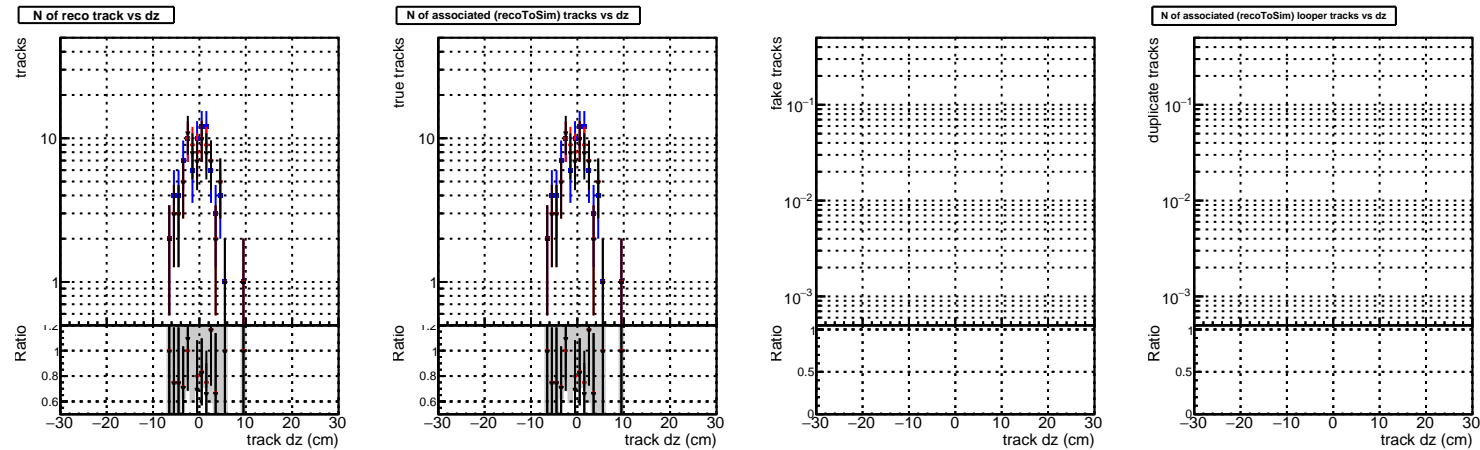 N of reco track vs dz
tracks
10
1
1.2
1
0.8
0.6
Ratio
−30 −20 −10 0 10 20 30
track dz (cm)
N of associated (recoToSim) tracks vs dz
true tracks
10
1
1.2
1
0.8
0.6
Ratio
−30 −20 −10 0 10 20 30
track dz (cm)
fake tracks
10−1
10−2
10−3
1
0.5
0
Ratio
−30 −20 −10 0 10 20 30
track dz (cm)
N of associated (recoToSim) looper tracks vs dz
duplicate tracks
10−1
10−2
10−3
1
0.5
0
Ratio
−30 −20 −10 0 10 20 30
track dz (cm)